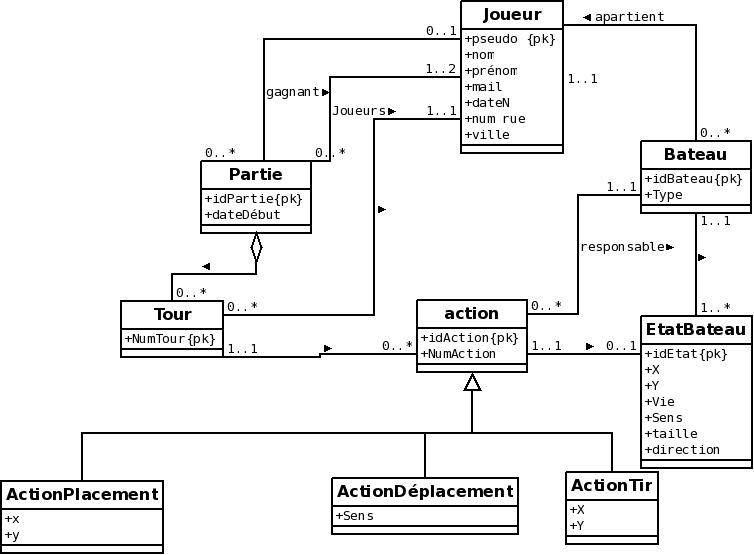 Joueur
+pseudo {pk}
+nom
+prénom
+mail
+dateN
+num rue
+ville
0..1
1..2
1..1
gagnant
Joueurs
0..*
0..*
apartient
1..1
0..*
Partie
+idPartie{pk}
+dateDébut
Bateau
+idBateau{pk}
+Type
1..1
1..1
responsable
1..*
0..*
Tour
+NumTour{pk}
0..*
1..1
action
+idAction{pk}
+NumAction
0..*
0..*
1..1
0..1
EtatBateau
+idEtat{pk}
+X
+Y
+Vie
+Sens
+taille
+direction
ActionPlacement
+x
+y
ActionDéplacement
+Sens
ActionTir
+X
+Y